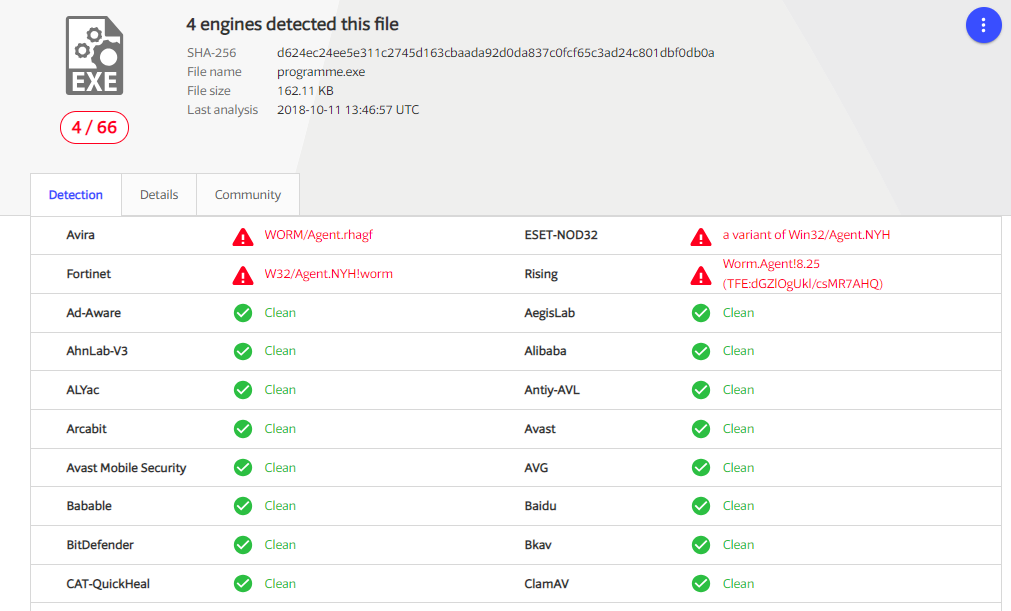 4 engines detected this file
SHA-256 d624ec24ee5e311c2745d163cbaada92d0da837c0fcf65c3ad24c801dbf0db0a
File name programme.exe
File size 162.11 KB
Last analysis 2018-10-11 13:46:57 UTC
EXE
4 / 66
Detection Details Community
Avira WORM/Agent.rhagf ESET-NOD32 a variant of Win32/Agent.NYH
Fortinet W32/Agent.NYH!worm Rising Worm.Agent!8.25
(TFE:dGZlOgUkl/csMR7AHQ)
Ad-Aware Clean AegisLab Clean
AhnLab-V3 Clean Alibaba Clean
ALYac Clean Antiy-AVL Clean
Arcabit Clean Avast Clean
Avast Mobile Security Clean AVG Clean
Babable Clean Baidu Clean
BitDefender Clean Bkav Clean
CAT-QuickHeal Clean ClamAV Clean